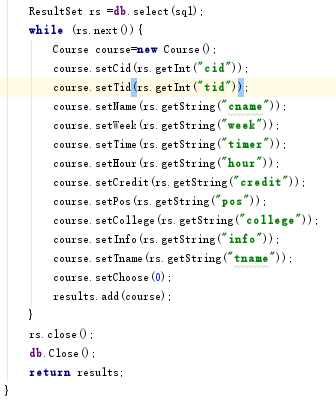 ResultSet rs =db.select(sql);
while (rs.next()){
Course course=new Course();
course.setCid(rs.getInt("cid"));
course.setTid(rs.getInt("tid"));
course.setName(rs.getString("cname"));
course.setWeek(rs.getString("week"));
course.setTime(rs.getString("timer"));
course.setHour(rs.getString("hour"));
course.setCredit(rs.getString("credit"));
course.setPos(rs.getString("pos"));
course.setCollege(rs.getString("college"));
course.setInfo(rs.getString("info"));
course.setTname(rs.getString("tname"));
course.setChoose(0);
results.add(course);
}
rs.close();
db.Close();
return results;
}